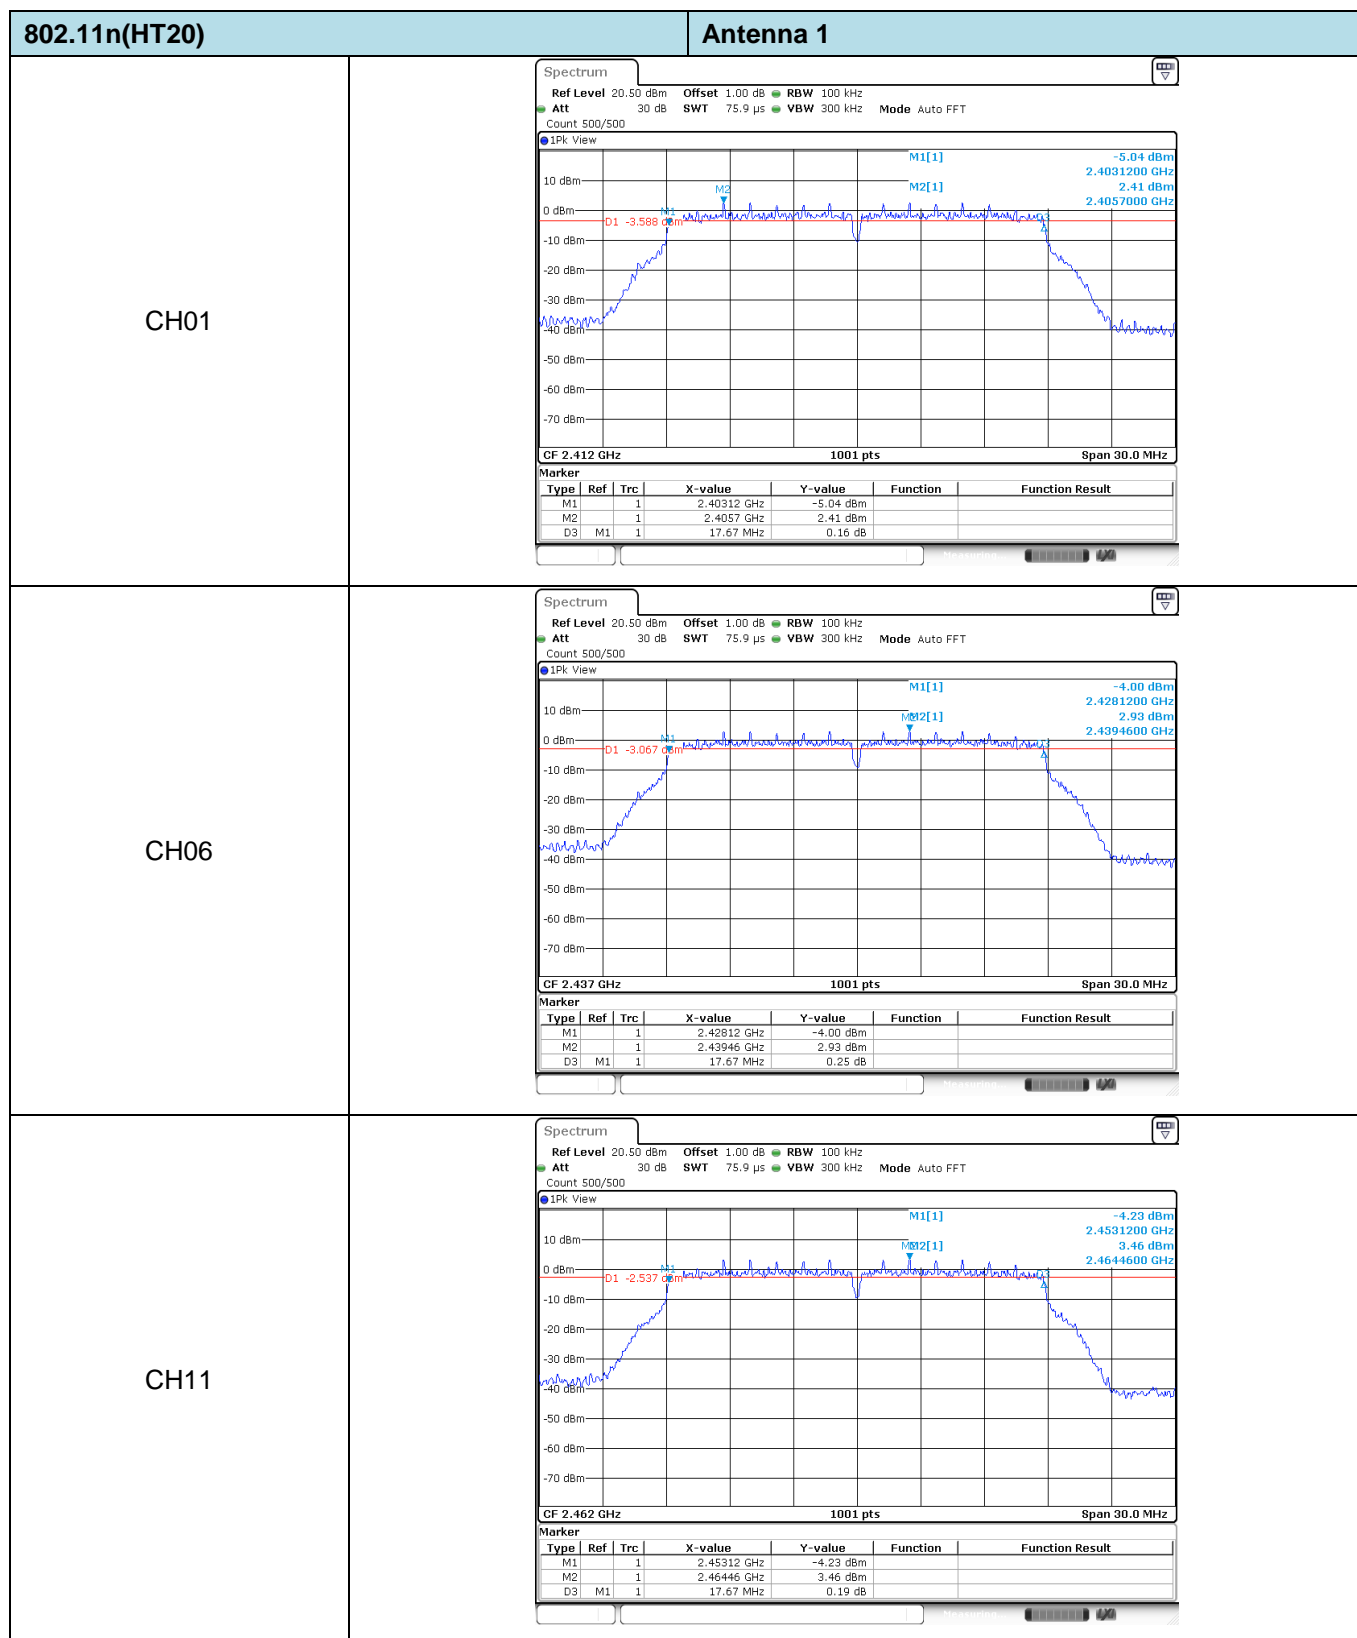 802.11n(HT20) Antenna 1
CH01
Spectrum
Ref Level 20.50 dBm Offset 1.00 dB RBW 100 kHz
Att 30 dB SWT 75.9 µs VBW 300 kHz Mode Auto FFT
Count 500/500
1Pk View
M1[1] -5.04 dBm
2.4031200 GHz
M2[1] 2.41 dBm
2.4057000 GHz
10 dBm
M2
0 dBm
M1
D1 -3.588 dBm
D3
-10 dBm
-20 dBm
-30 dBm
-40 dBm
-50 dBm
-60 dBm
-70 dBm
CF 2.412 GHz 1001 pts Span 30.0 MHz
Marker
Type Ref Trc X-value Y-value Function Function Result
M1 1 2.40312 GHz -5.04 dBm
M2 1 2.4057 GHz 2.41 dBm
D3 M1 1 17.67 MHz 0.16 dB
Measuring...
CH06
Spectrum
Ref Level 20.50 dBm Offset 1.00 dB RBW 100 kHz
Att 30 dB SWT 75.9 µs VBW 300 kHz Mode Auto FFT
Count 500/500
1Pk View
M1[1] -4.00 dBm
2.4281200 GHz
M2[1] 2.93 dBm
2.4394600 GHz
10 dBm
M2
0 dBm
M1
D1 -3.067 dBm
D3
-10 dBm
-20 dBm
-30 dBm
-40 dBm
-50 dBm
-60 dBm
-70 dBm
CF 2.437 GHz 1001 pts Span 30.0 MHz
Marker
Type Ref Trc X-value Y-value Function Function Result
M1 1 2.42812 GHz -4.00 dBm
M2 1 2.43946 GHz 2.93 dBm
D3 M1 1 17.67 MHz 0.25 dB
Measuring...
CH11
Spectrum
Ref Level 20.50 dBm Offset 1.00 dB RBW 100 kHz
Att 30 dB SWT 75.9 µs VBW 300 kHz Mode Auto FFT
Count 500/500
1Pk View
M1[1] -4.23 dBm
2.4531200 GHz
M2[1] 3.46 dBm
2.4644600 GHz
10 dBm
M2
0 dBm
M1
D1 -2.537 dBm
D3
-10 dBm
-20 dBm
-30 dBm
-40 dBm
-50 dBm
-60 dBm
-70 dBm
CF 2.462 GHz 1001 pts Span 30.0 MHz
Marker
Type Ref Trc X-value Y-value Function Function Result
M1 1 2.45312 GHz -4.23 dBm
M2 1 2.46446 GHz 3.46 dBm
D3 M1 1 17.67 MHz 0.19 dB
Measuring...